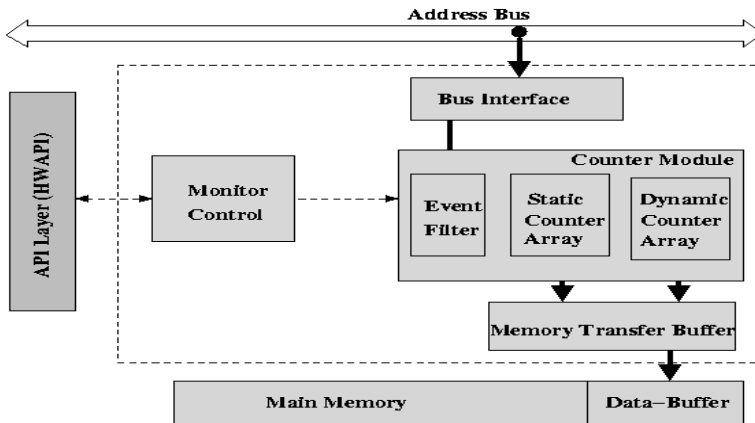 Address Bus
Bus Interface
API Layer (HWAPI)
Monitor
Control
Counter Module
Event
Filter
Static
Counter
Array
Dynamic
Counter
Array
Memory Transfer Buffer
Main Memory
Data-Buffer